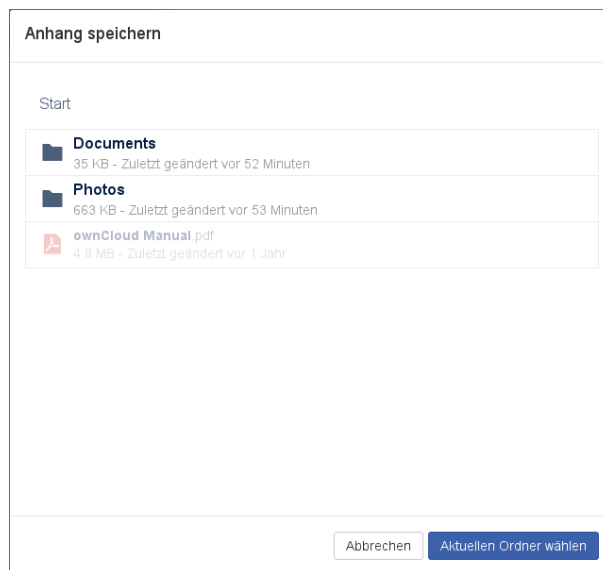 Anhang speichern
Start
Documents
35 KB - Zuletzt geändert vor 52 Minuten
Photos
663 KB - Zuletzt geändert vor 53 Minuten
ownCloud Manual.pdf
4,8 MB - Zuletzt geändert vor 1 Jahr
Abbrechen Aktuellen Ordner wählen